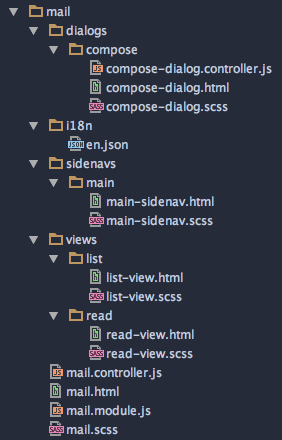 mail
dialogs
compose
JS compose-dialog.controller.js
h compose-dialog.html
SASS compose-dialog.scss
i18n
JSON en.json
sidenavs
main
h main-sidenav.html
SASS main-sidenav.scss
views
list
h list-view.html
SASS list-view.scss
read
h read-view.html
SASS read-view.scss
JS mail.controller.js
h mail.html
JS mail.module.js
SASS mail.scss